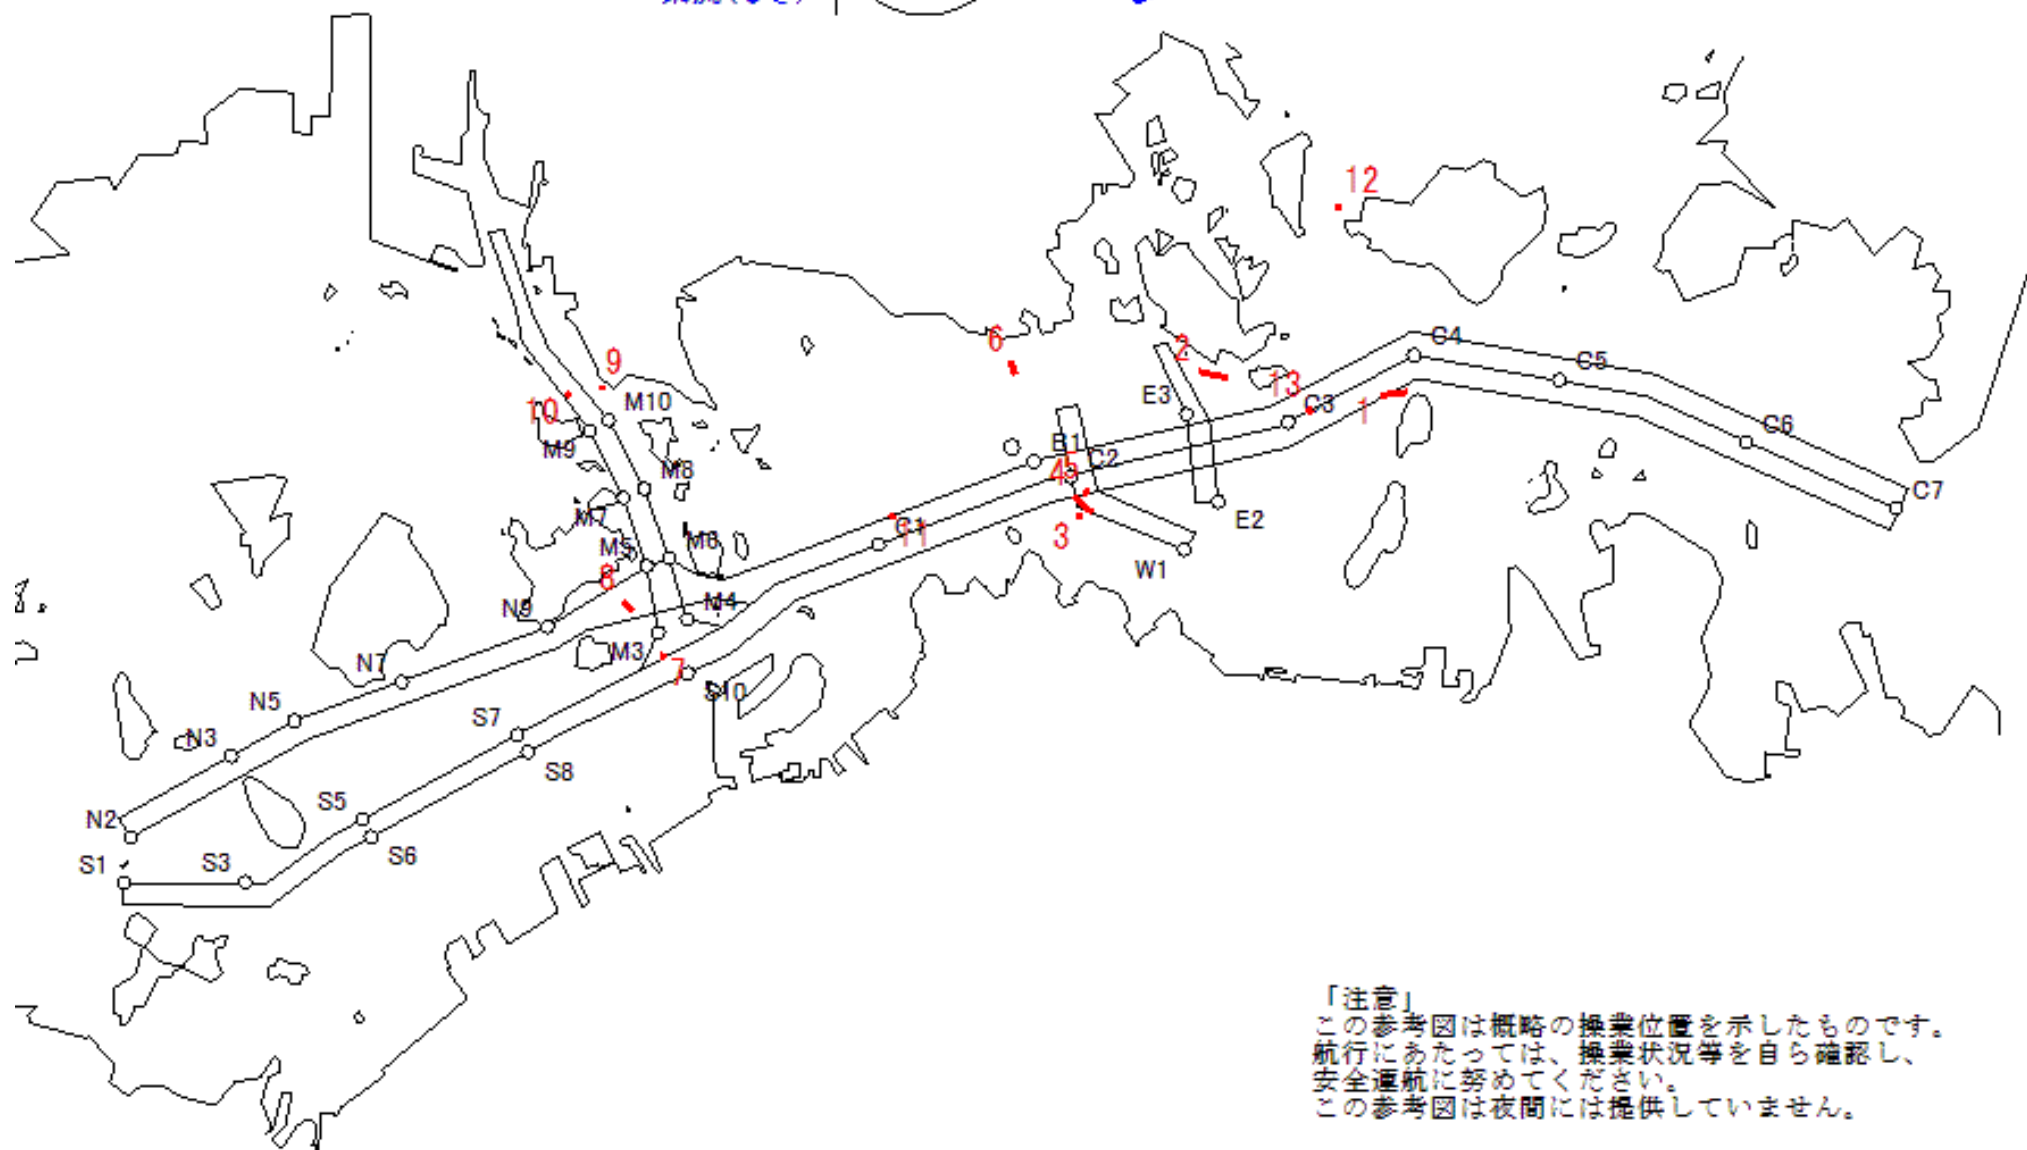 12
6
2
C4
C5
9
13
10
M10
E3
C3
1
C6
M9
B1
M8
45
C2
C7
M7
E2
C1
11
M5
M6
3
W1
8
N9
M4
M3
N7
7
S10
N5
S7
N3
S8
S5
N2
S6
S1
S3
「注意」
この参考図は概略の操業位置を示したものです。
航行にあたっては、操業状況等を自ら確認し、
安全運航に努めてください。
この参考図は夜間には提供していません。